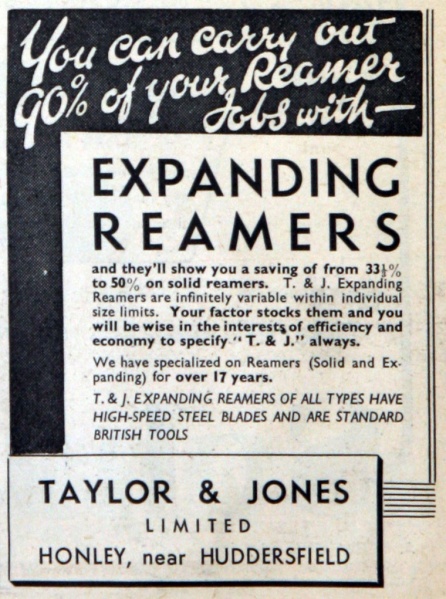 You can carry out
90% of your Reamer
Jobs with—
EXPANDING
REAMERS
and they'll show you a saving of from 33⅓%
to 50% on solid reamers. T. & J. Expanding
Reamers are infinitely variable within individual
size limits. Your factor stocks them and you
will be wise in the interests of efficiency and
economy to specify "T. & J." always.
We have specialized on Reamers (Solid and Ex-
panding) for over 17 years.
T. & J. EXPANDING REAMERS OF ALL TYPES HAVE
HIGH-SPEED STEEL BLADES AND ARE STANDARD
BRITISH TOOLS
TAYLOR & JONES
LIMITED
HONLEY, near HUDDERSFIELD